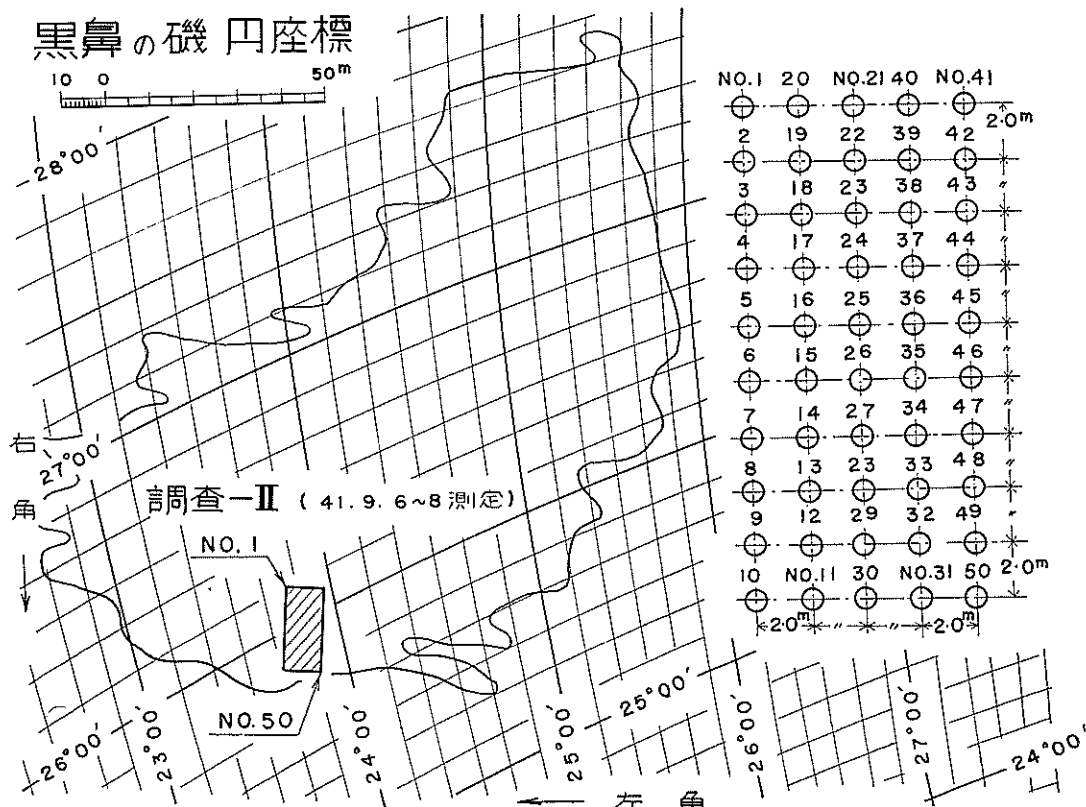 黒鼻の磯 円座標
10 0 50m
NO.1 20 NO.21 40 NO.41
2.0m
2 19 22 39 42
3 18 23 38 43 〃
4 17 24 37 44 〃
5 16 25 36 45 〃
6 15 26 35 46 〃
7 14 27 34 47 〃
8 13 23 33 48 〃
9 12 29 32 49 〃
10 NO.11 30 NO.31 50 2.0m
2.0m 〃 〃 2.0m
28°00′
右角
27°00′
調査-Ⅱ (41.9.6~8測定)
NO.1
NO.50
26°00′
23°00′
24°00′
25°00′
25°00′
26°00′
27°00′
24°00′
← 左角